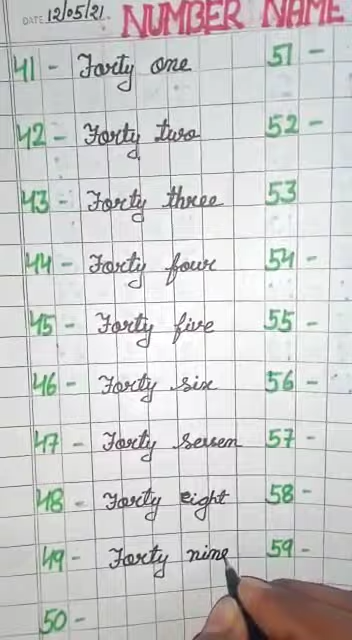 DATE 12/05/21 NUMBER NAME
41 - Forty one 51 -
42 - Forty two 52 -
43 - Forty three 53
44 - Forty four 54 -
45 - Forty five 55 -
46 - Forty six 56 -
47 - Forty seven 57 -
48 - Forty eight 58 -
49 - Forty nine 59 -
50 -